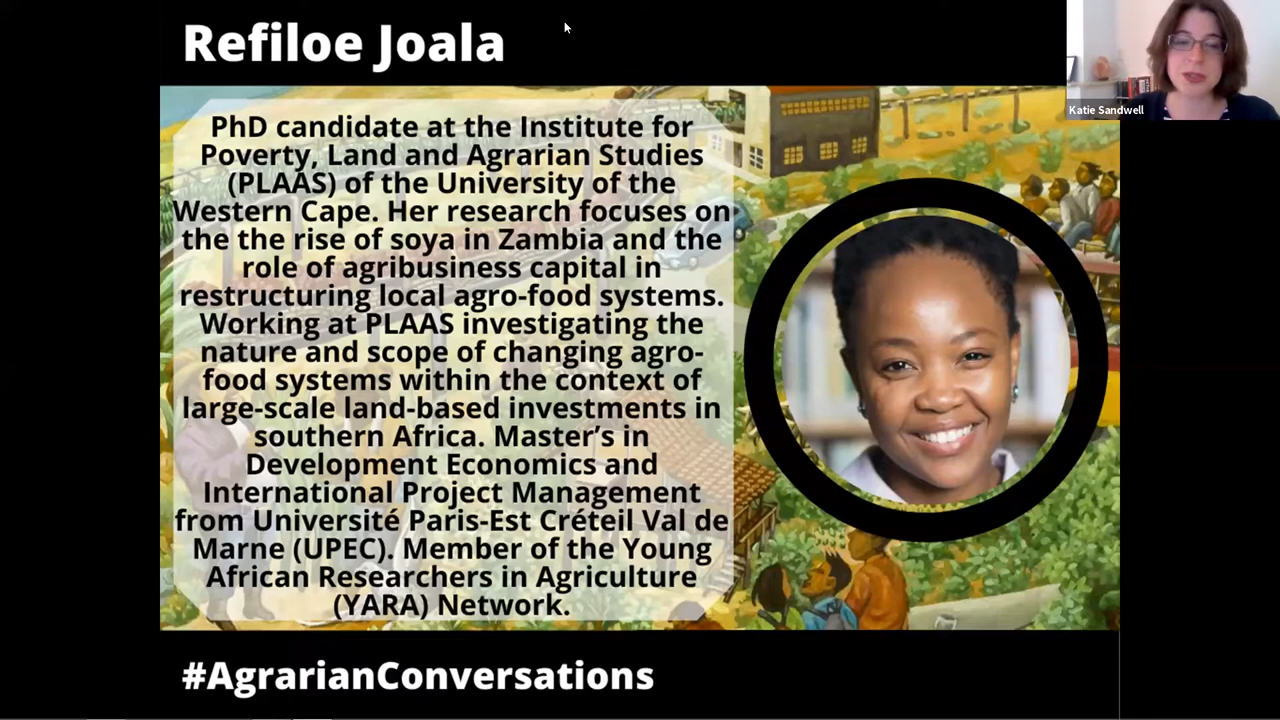 Refiloe Joala
Katie Sandwell
PhD candidate at the Institute for
Poverty, Land and Agrarian Studies
(PLAAS) of the University of the
Western Cape. Her research focuses on
the the rise of soya in Zambia and the
role of agribusiness capital in
restructuring local agro-food systems.
Working at PLAAS investigating the
nature and scope of changing agro-
food systems within the context of
large-scale land-based investments in
southern Africa. Master’s in
Development Economics and
International Project Management
from Université Paris-Est Créteil Val de
Marne (UPEC). Member of the Young
African Researchers in Agriculture
(YARA) Network.
#AgrarianConversations